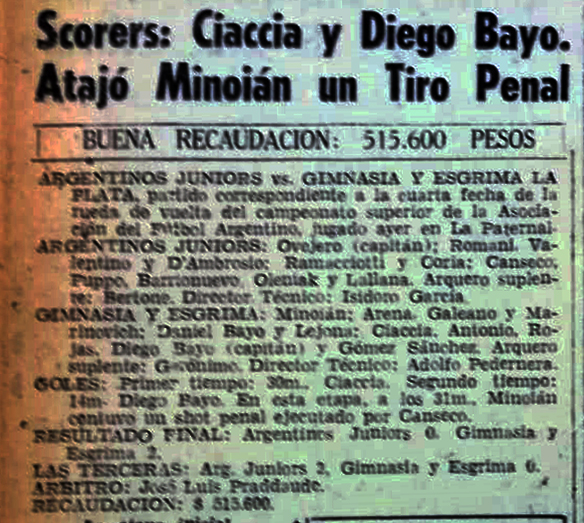 Scorers: Ciaccia y Diego Bayo.
Atajó Minoián un Tiro Penal
BUENA RECAUDACION: 515.600 PESOS
ARGENTINOS JUNIORS vs. GIMNASIA Y ESGRIMA LA
PLATA, partido correspondiente a la cuarta fecha de la
rueda de vuelta del campeonato superior de la Asocia-
ción del Fútbol Argentino, jugado ayer en La Paternal
ARGENTINOS JUNIORS: Ovejero (capitán); Romani, Va-
lentino y D'Ambrosio; Ramacciotti y Coria; Canseco,
Puppo, Barrionuevo, Oleniak y Lallana. Arquero suplen-
te: Bertone. Director Técnico: Isidoro García
GIMNASIA Y ESGRIMA: Minoián; Arena, Galeano y Ma-
rinovich; Daniel Bayo y Lejona; Ciaccia, Antonio, Ro-
jas, Diego Bayo (capitán) y Gómez Sánchez. Arquero
suplente: Gerónimo. Director Técnico: Adolfo Pedernera.
GOLES: Primer tiempo: 30m., Ciaccia. Segundo tiempo:
14m. Diego Bayo. En esta etapa, a los 31m., Minoián
contuvo un shot penal ejecutado por Canseco.
RESULTADO FINAL: Argentinos Juniors 0, Gimnasia y
Esgrima 2.
LAS TERCERAS: Arg. Juniors 2, Gimnasia y Esgrima 0.
ARBITRO: José Luis Praddaude.
RECAUDACION: $ 515.600.